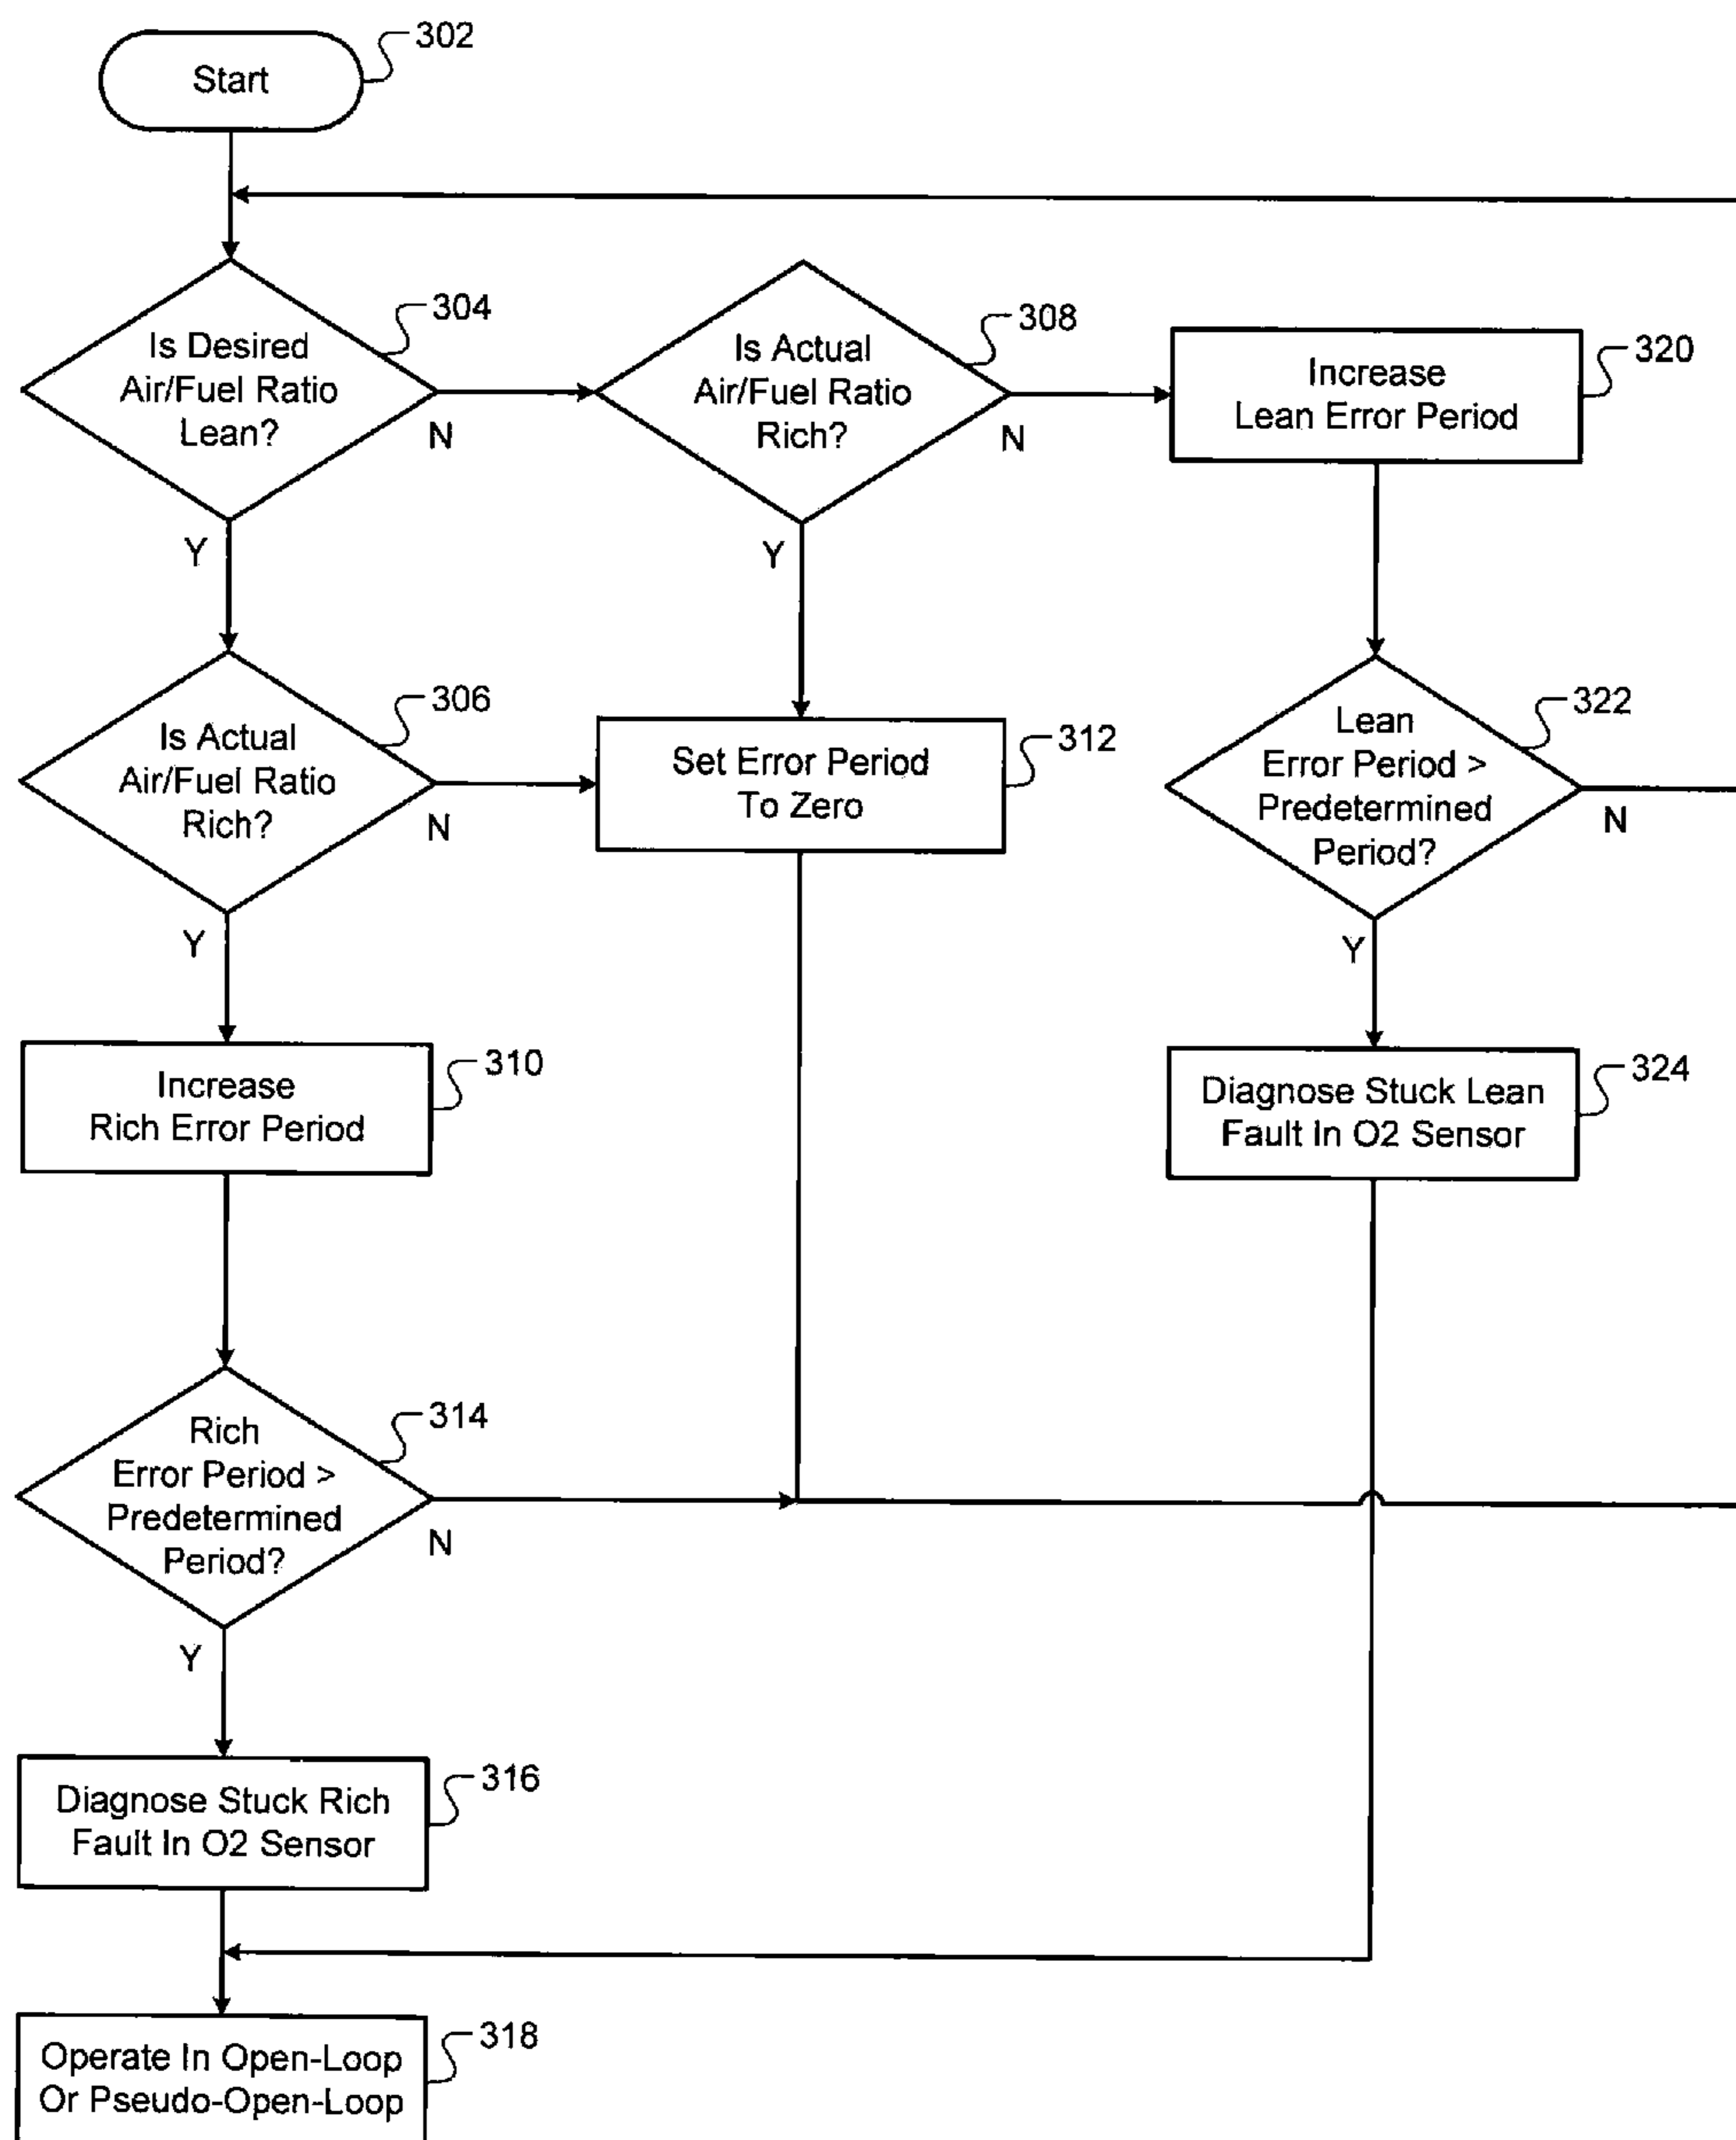 Start
302
Is Desired
Air/Fuel Ratio
Lean?
304
N
Y
Is Actual
Air/Fuel Ratio
Rich?
308
N
Y
Increase
Lean Error Period
320
Is Actual
Air/Fuel Ratio
Rich?
306
N
Y
Set Error Period
To Zero
312
Lean
Error Period >
Predetermined
Period?
322
N
Y
Increase
Rich Error Period
310
Diagnose Stuck Lean
Fault In O2 Sensor
324
Rich
Error Period >
Predetermined
Period?
314
N
Y
Diagnose Stuck Rich
Fault In O2 Sensor
316
Operate In Open-Loop
Or Pseudo-Open-Loop
318